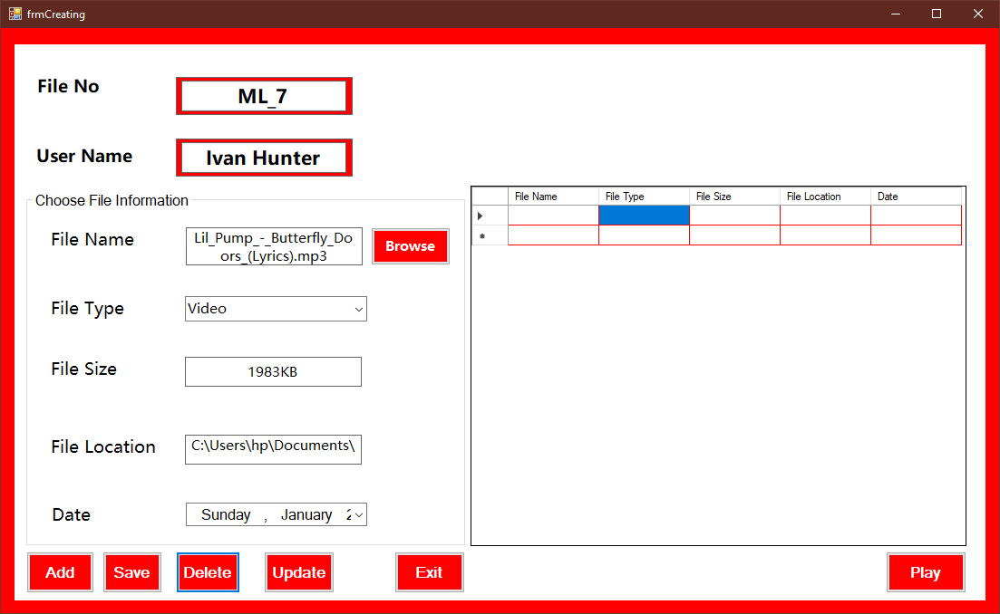 frmCreating
File No
ML_7
User Name
Ivan Hunter
Choose File Information
File Name
Lil_Pump_-_Butterfly_Do
ors_(Lyrics).mp3
Browse
File Type
Video
File Size
1983KB
File Location
C:\Users\hp\Documents\
Date
Sunday , January
File Name File Type File Size File Location Date
Add Save Delete Update Exit Play